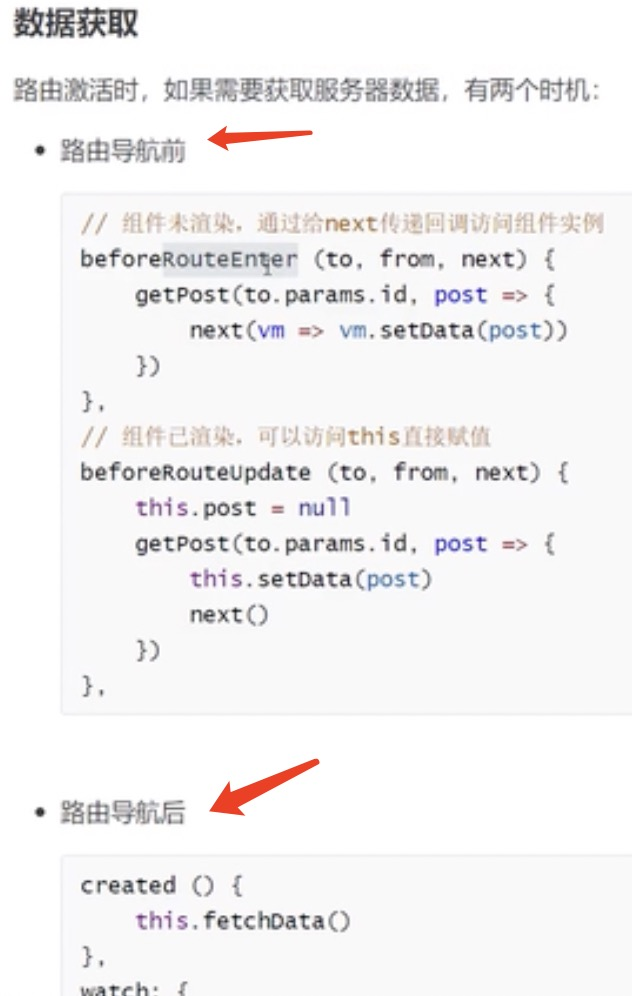 数据获取
路由激活时，如果需要获取服务器数据，有两个时机：
• 路由导航前
// 组件未渲染，通过给next传递回调访问组件实例
beforeRouteEnter (to, from, next) {
    getPost(to.params.id, post => {
        next(vm => vm.setData(post))
    })
},
// 组件已渲染，可以访问this直接赋值
beforeRouteUpdate (to, from, next) {
    this.post = null
    getPost(to.params.id, post => {
        this.setData(post)
        next()
    })
},
• 路由导航后
created () {
    this.fetchData()
},
watch: {